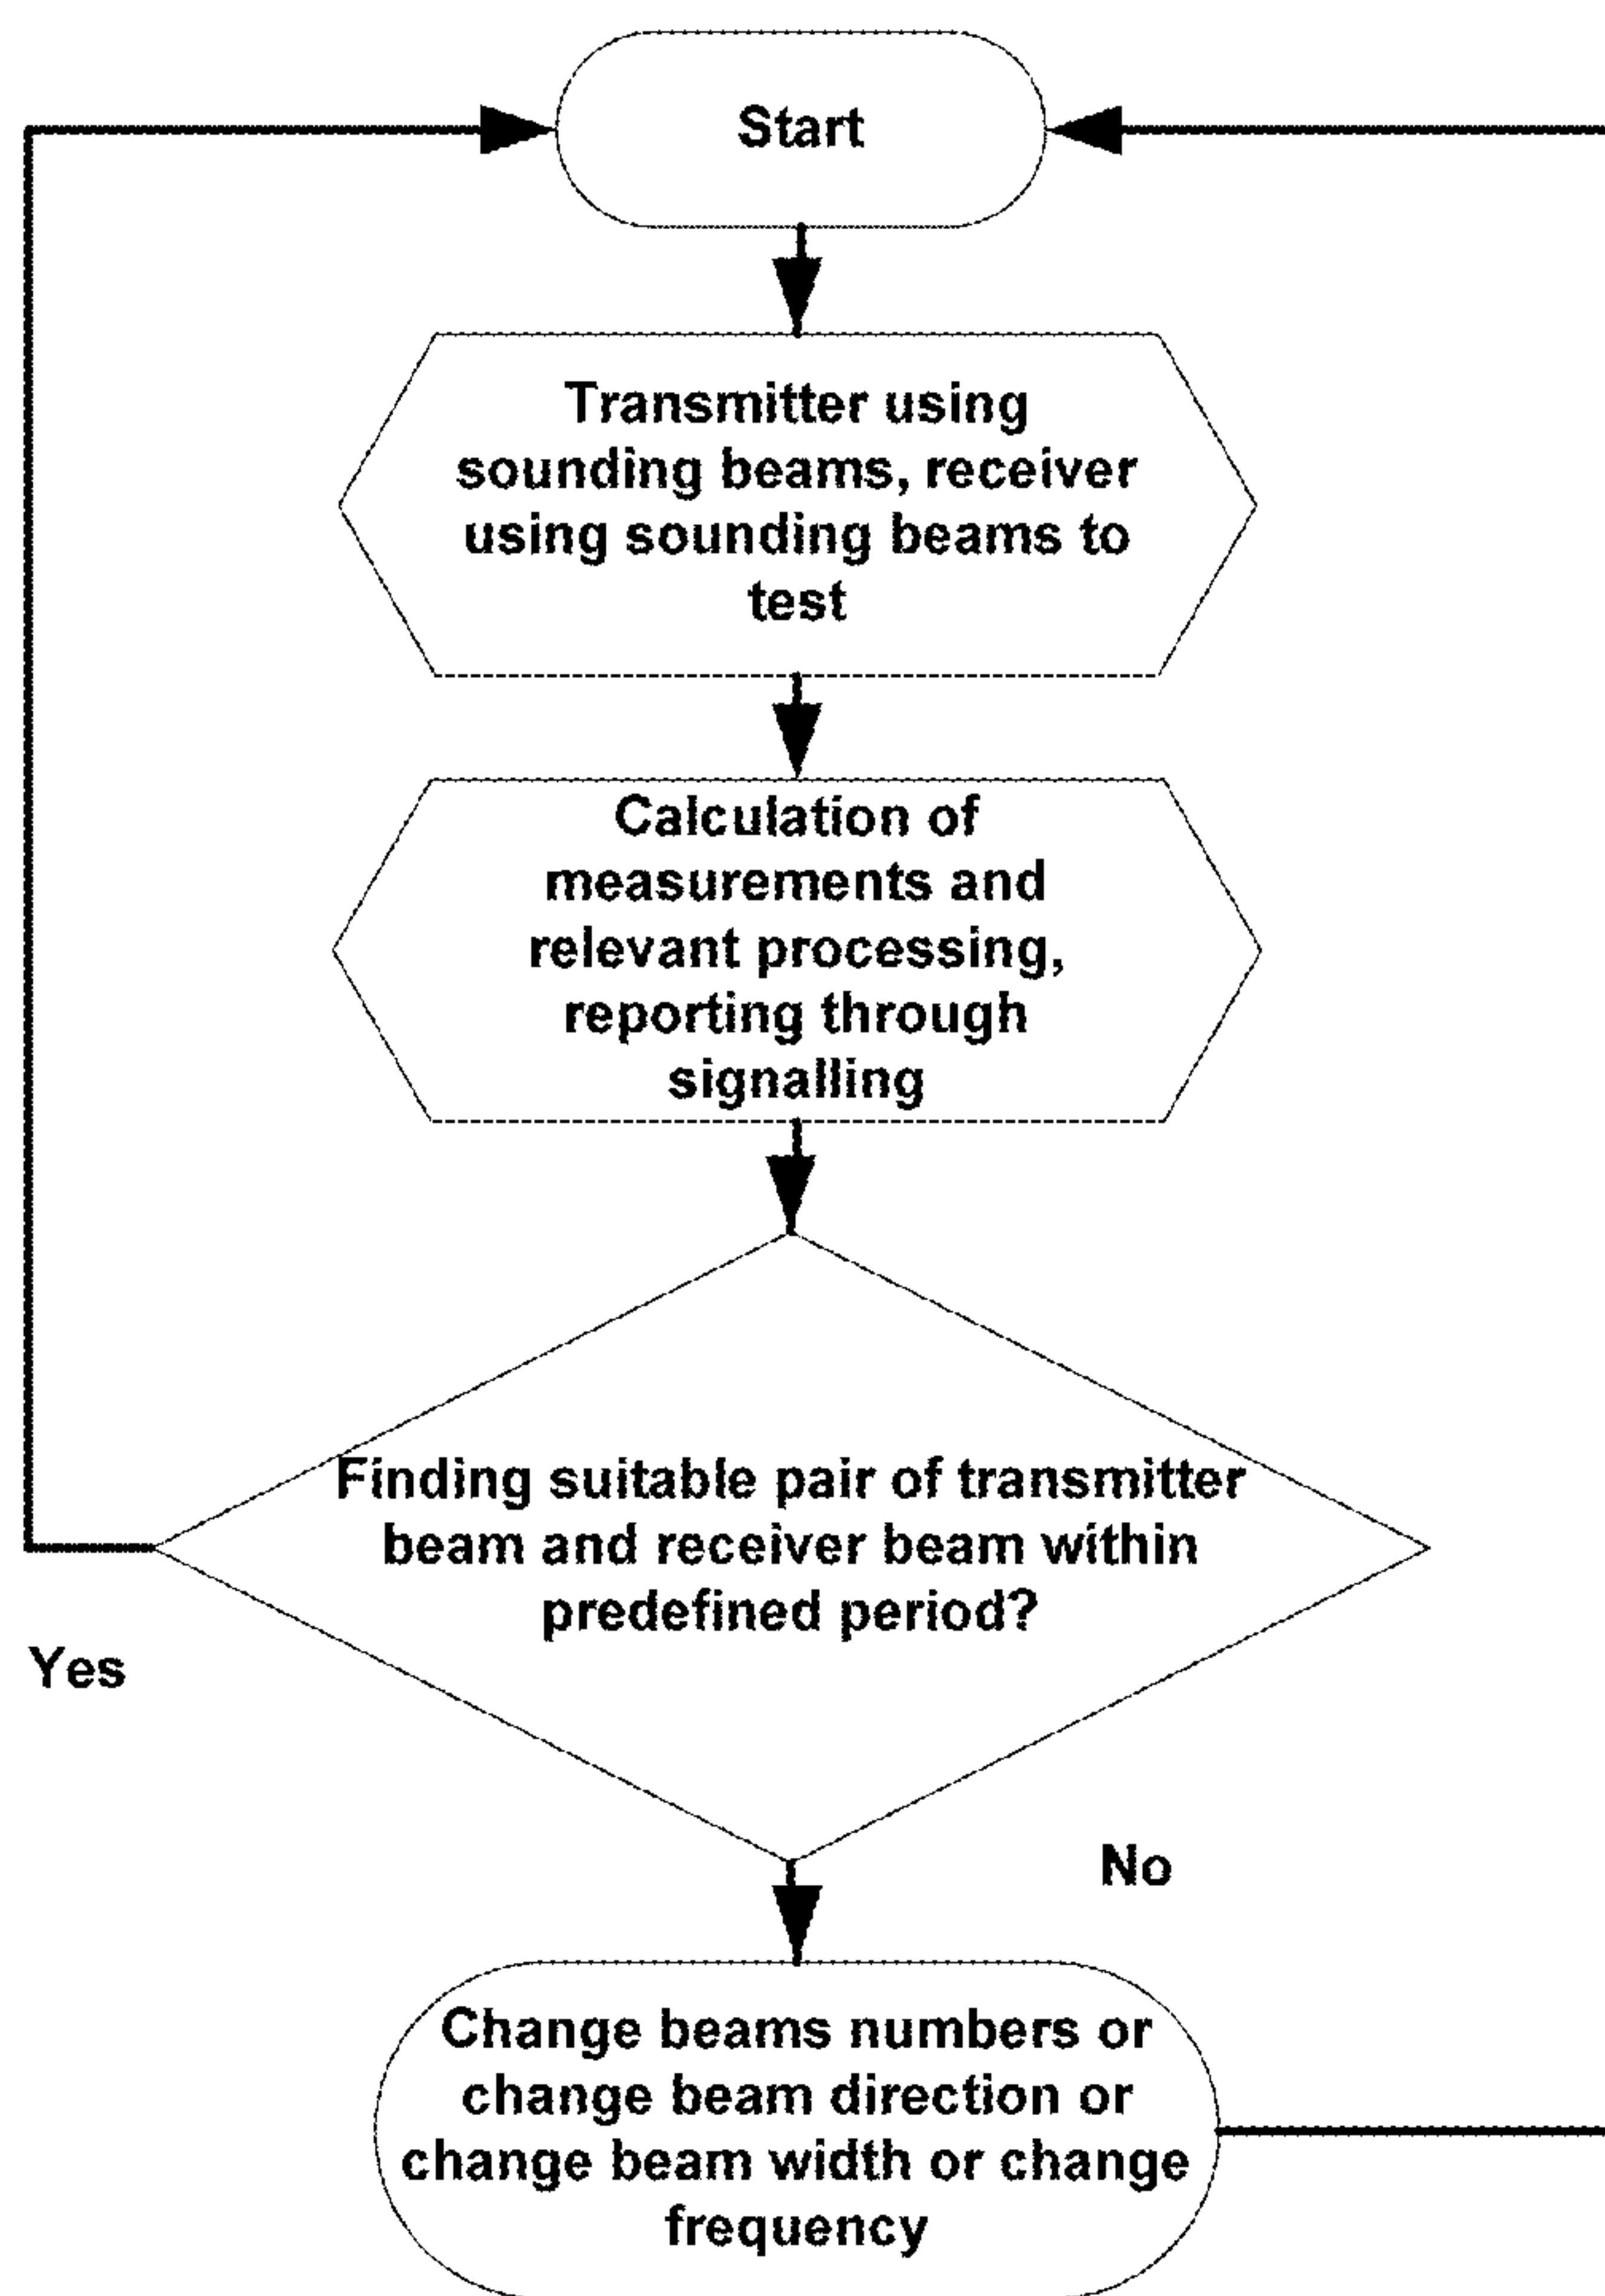 Start
Transmitter using
sounding beams, receiver
using sounding beams to
test
Calculation of
measurements and
relevant processing,
reporting through
signalling
Finding suitable pair of transmitter
beam and receiver beam within
predefined period?
Yes
No
Change beams numbers or
change beam direction or
change beam width or change
frequency